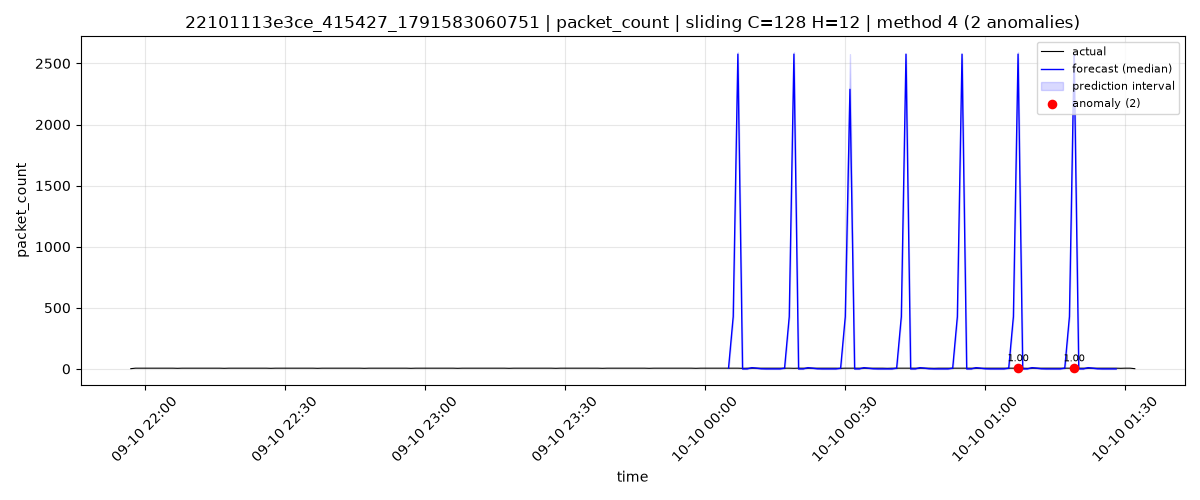 22101113e3ce_415427_1791583060751 | packet_count | sliding C=128 H=12 | method 4 (2 anomalies)
actual
forecast (median)
prediction interval
anomaly (2)
packet_count
2500
2000
1500
1000
500
0
1.00
1.00
09-10 22:00
09-10 22:30
09-10 23:00
09-10 23:30
10-10 00:00
10-10 00:30
10-10 01:00
10-10 01:30
time